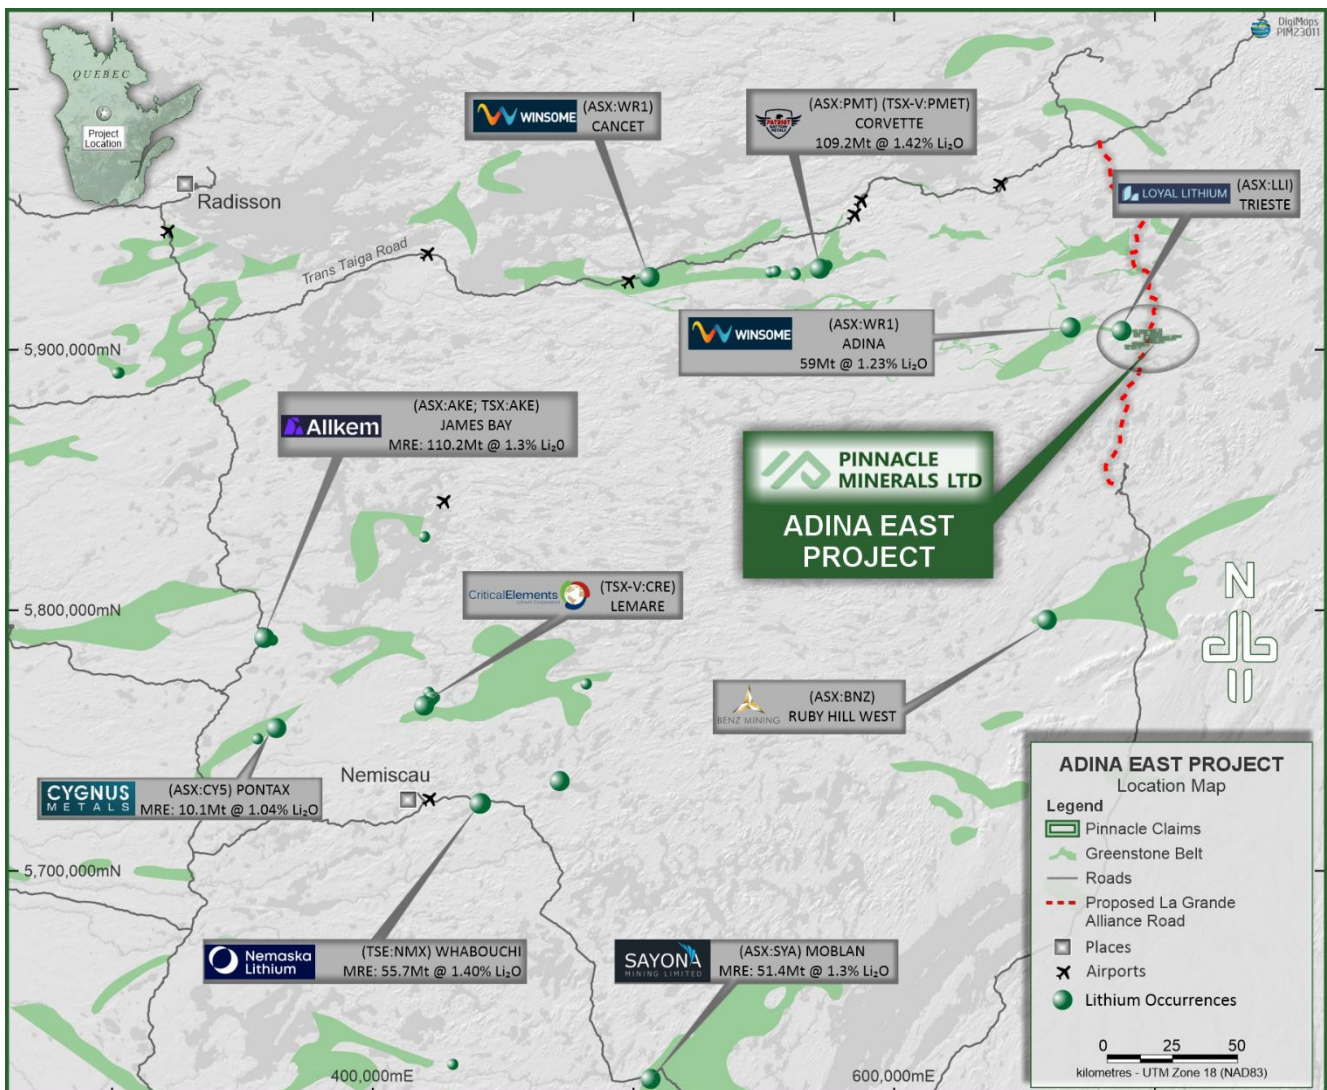 DigiMaps
PIM23011
QUEBEC
Project
Location
WINSOME
(ASX:WR1)
CANCET
PATRIOT
BATTERY METALS
(ASX:PMT) (TSX-V:PMET)
CORVETTE
109.2Mt @ 1.42% Li₂O
LOYAL LITHIUM
(ASX:LLI)
TRIESTE
Radisson
Trans Taiga Road
WINSOME
(ASX:WR1)
ADINA
59Mt @ 1.23% Li₂O
5,900,000mN
Allkem
(ASX:AKE; TSX:AKE)
JAMES BAY
MRE: 110.2Mt @ 1.3% Li₂0
PINNACLE
MINERALS LTD
ADINA EAST
PROJECT
CriticalElements
Lithium Corporation
(TSX-V:CRE)
LEMARE
5,800,000mN
N
BENZ MINING
(ASX:BNZ)
RUBY HILL WEST
CYGNUS
METALS
(ASX:CY5) PONTAX
MRE: 10.1Mt @ 1.04% Li₂O
Nemiscau
5,700,000mN
Nemaska
Lithium
(TSE:NMX) WHABOUCHI
MRE: 55.7Mt @ 1.40% Li₂O
SAYONA
MINING LIMITED
(ASX:SYA) MOBLAN
MRE: 51.4Mt @ 1.3% Li₂O
400,000mE
600,000mE
ADINA EAST PROJECT
Location Map
Legend
Pinnacle Claims
Greenstone Belt
Roads
Proposed La Grande
Alliance Road
Places
Airports
Lithium Occurrences
0 25 50
kilometres - UTM Zone 18 (NAD83)